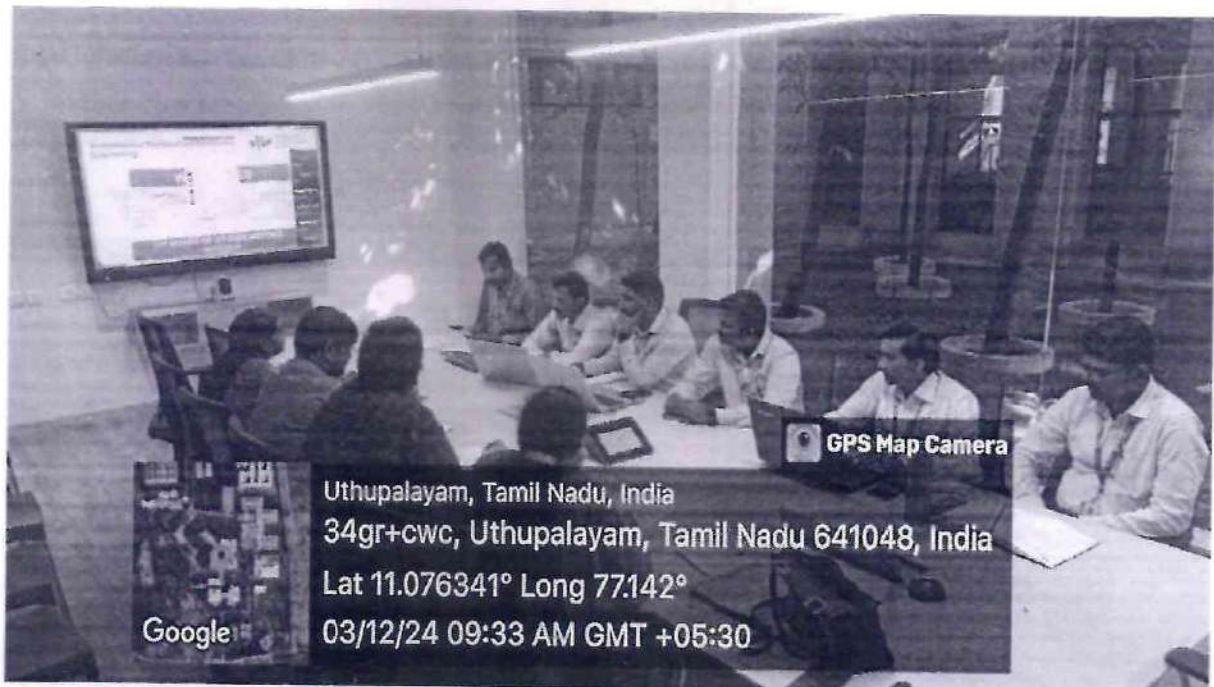 GPS Map Camera
Uthupalayam, Tamil Nadu, India
34gr+cwc, Uthupalayam, Tamil Nadu 641048, India
Lat 11.076341° Long 77.142°
03/12/24 09:33 AM GMT +05:30
Google